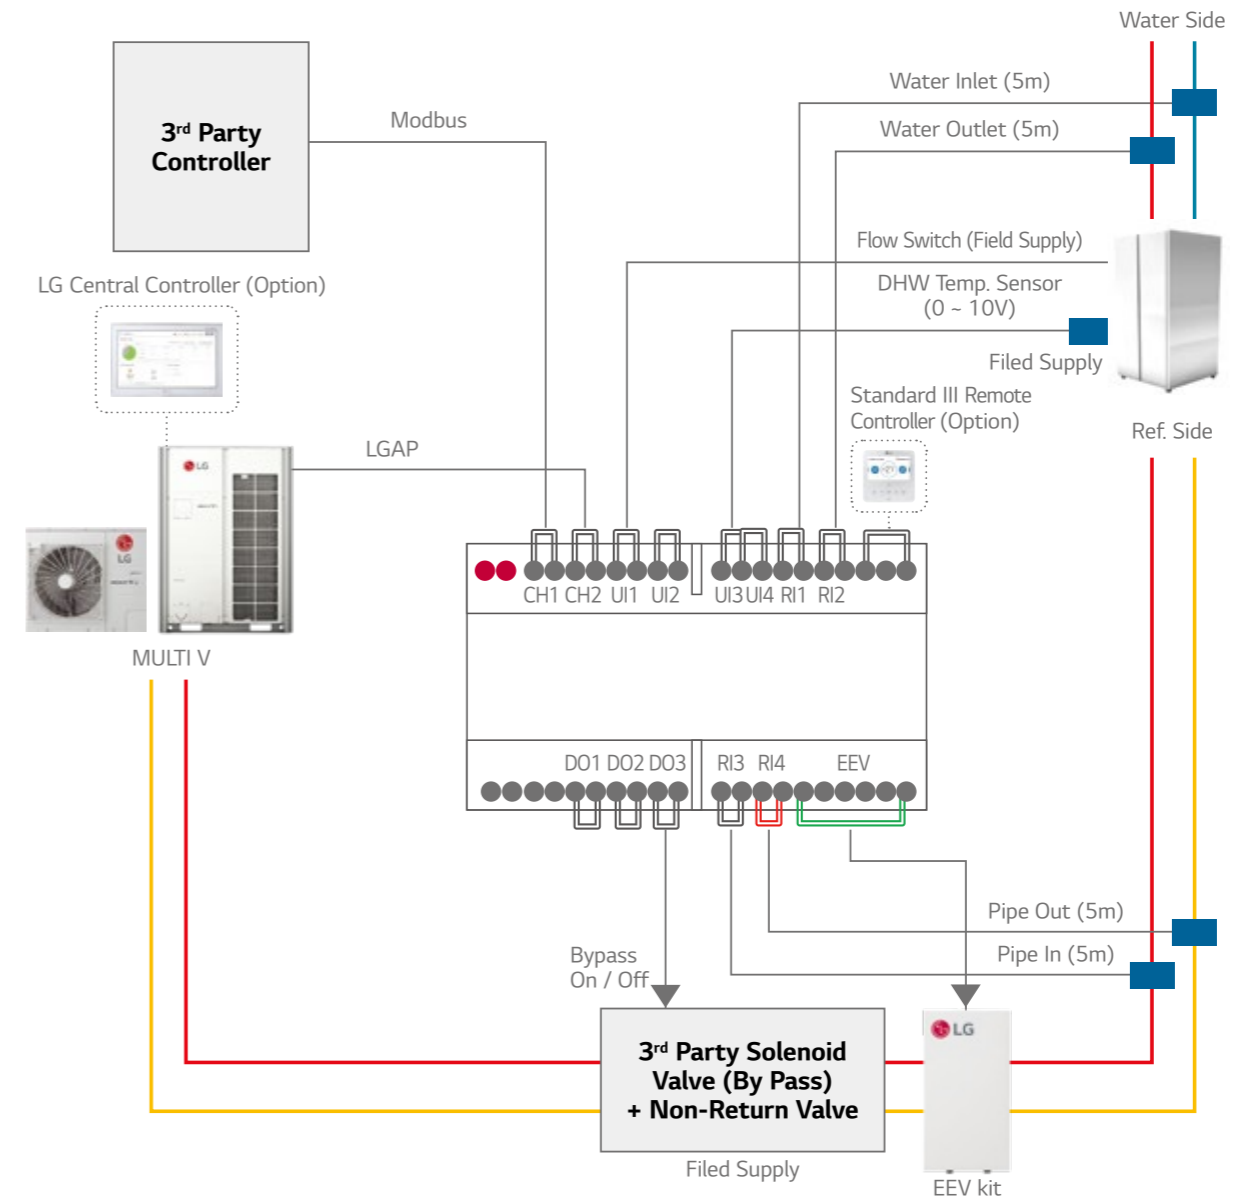 Water Side
Water Inlet (5m)
Modbus
Water Outlet (5m)
3rd Party
Controller
Flow Switch (Field Supply)
LG Central Controller (Option)
DHW Temp. Sensor
(0 ~ 10V)
Filed Supply
Standard III Remote
Controller (Option)
Ref. Side
LGAP
LG
LG
MULTI V
CH1 CH2 UI1 UI2 UI3 UI4 RI1 RI2
DO1 DO2 DO3 RI3 RI4 EEV
Pipe Out (5m)
Pipe In (5m)
Bypass
On / Off
LG
3rd Party Solenoid
Valve (By Pass)
+ Non-Return Valve
Filed Supply
EEV kit